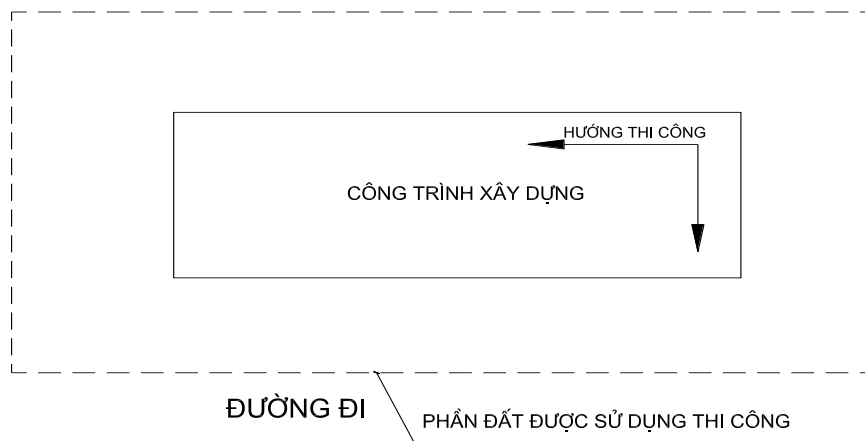 HƯỚNG THI CÔNG
CÔNG TRÌNH XÂY DỰNG
ĐƯỜNG ĐI
PHẦN ĐẤT ĐƯỢC SỬ DỤNG THI CÔNG